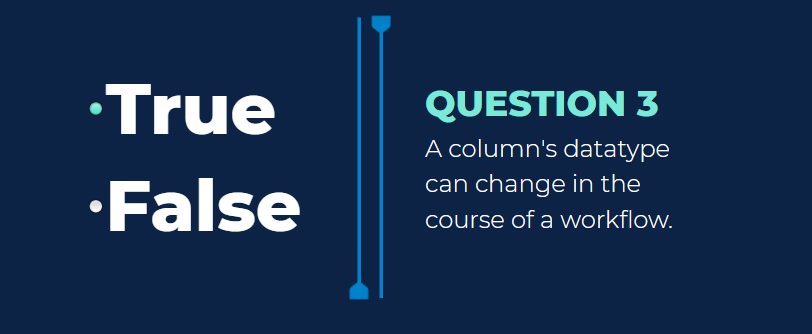 •True
•False
QUESTION 3
A column's datatype
can change in the
course of a workflow.